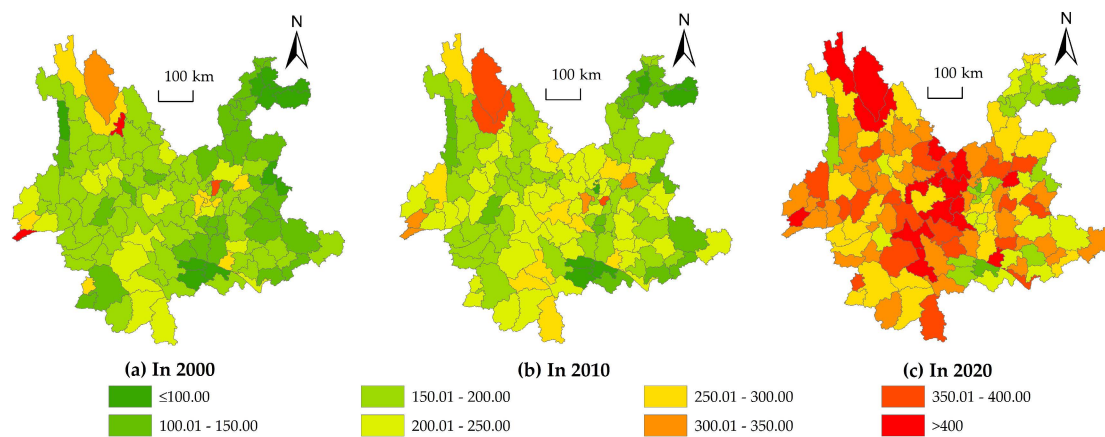 N
N
N
100 km
100 km
100 km
(a) In 2000
(b) In 2010
(c) In 2020
≤100.00
150.01 - 200.00
250.01 - 300.00
350.01 - 400.00
100.01 - 150.00
200.01 - 250.00
300.01 - 350.00
>400